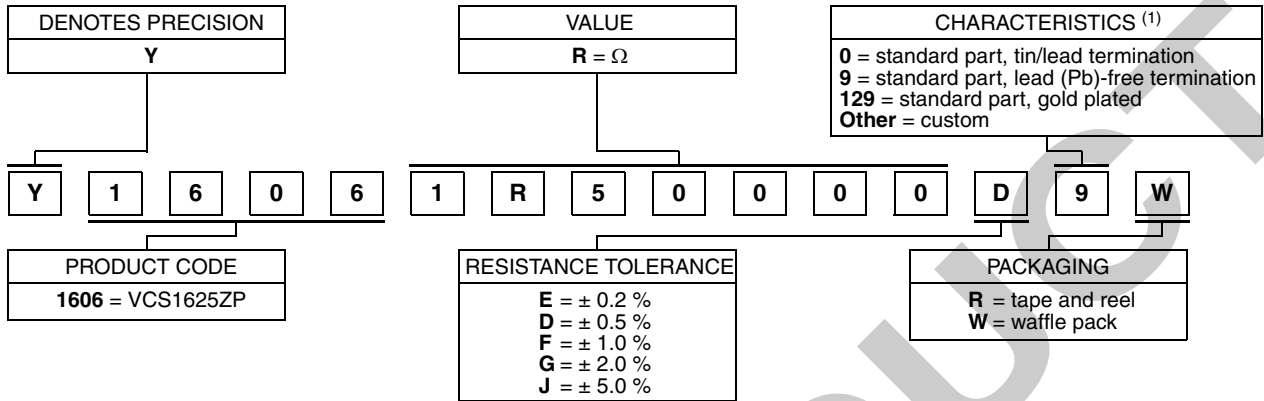 DENOTES PRECISION
Y
VALUE
R = Ω
CHARACTERISTICS (1)
0 = standard part, tin/lead termination
9 = standard part, lead (Pb)-free termination
129 = standard part, gold plated
Other = custom
Y 1 6 0 6 1 R 5 0 0 0 0 D 9 W
PRODUCT CODE
1606 = VCS1625ZP
RESISTANCE TOLERANCE
E = ± 0.2 %
D = ± 0.5 %
F = ± 1.0 %
G = ± 2.0 %
J = ± 5.0 %
PACKAGING
R = tape and reel
W = waffle pack
UCT